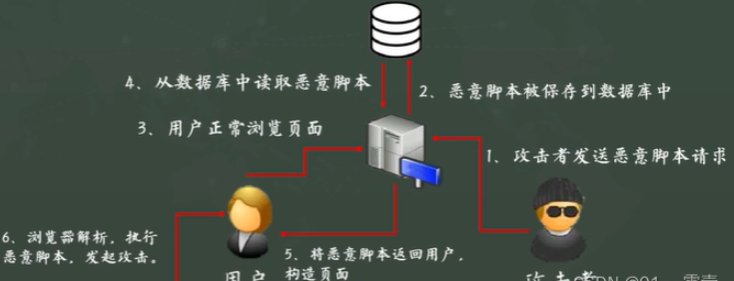 4、从数据库中读取恶意脚本
2、恶意脚本被保存到数据库中
3、用户正常浏览页面
1、攻击者发送恶意脚本请求
6、浏览器解析，执行
恶意脚本，发起攻击。
5、将恶意脚本返回用户，
构造页面
用户
攻击者